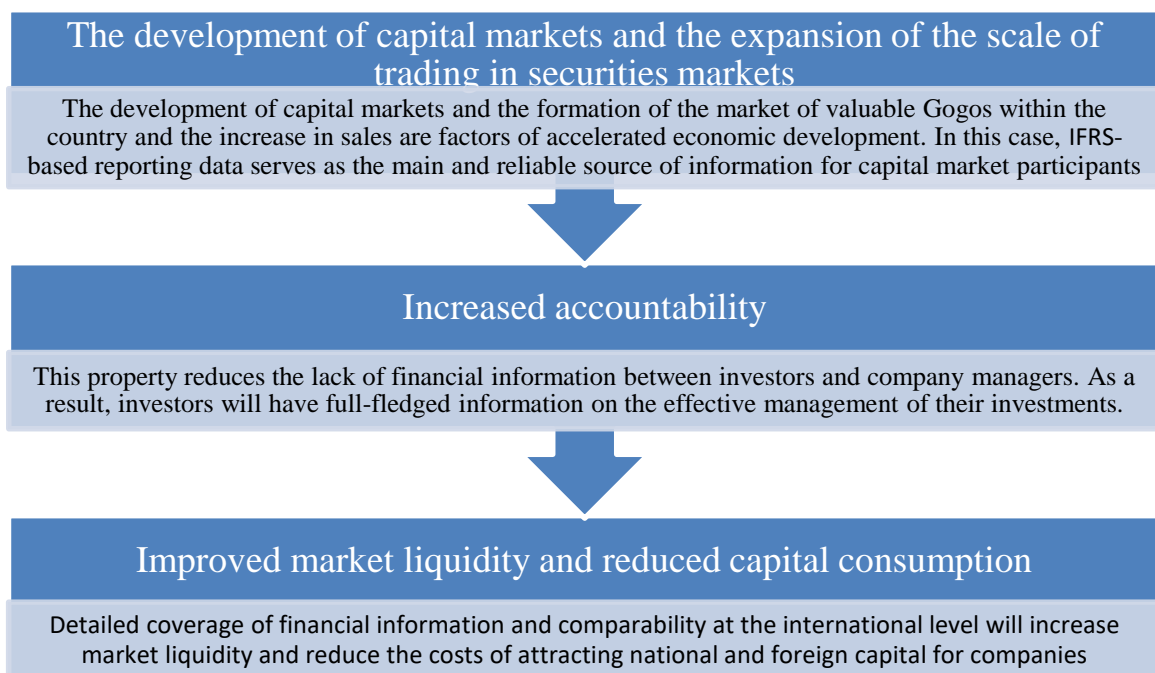 The development of capital markets and the expansion of the scale of
trading in securities markets
The development of capital markets and the formation of the market of valuable Gogos within the
country and the increase in sales are factors of accelerated economic development. In this case, IFRS-
based reporting data serves as the main and reliable source of information for capital market participants
Increased accountability
This property reduces the lack of financial information between investors and company managers. As a
result, investors will have full-fledged information on the effective management of their investments.
Improved market liquidity and reduced capital consumption
Detailed coverage of financial information and comparability at the international level will increase
market liquidity and reduce the costs of attracting national and foreign capital for companies